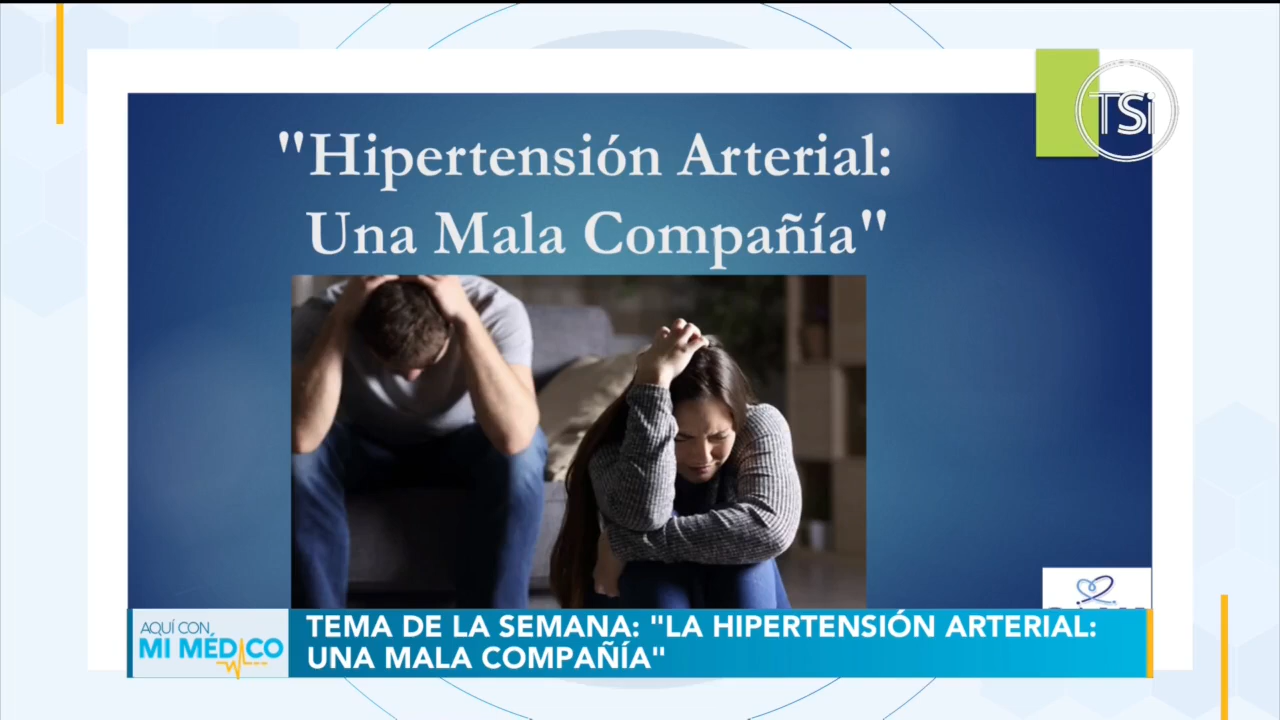 "Hipertensión Arterial:
Una Mala Compañía"
TSi
AQUÍ CON
MI MÉDICO
TEMA DE LA SEMANA: "LA HIPERTENSIÓN ARTERIAL:
UNA MALA COMPAÑÍA"